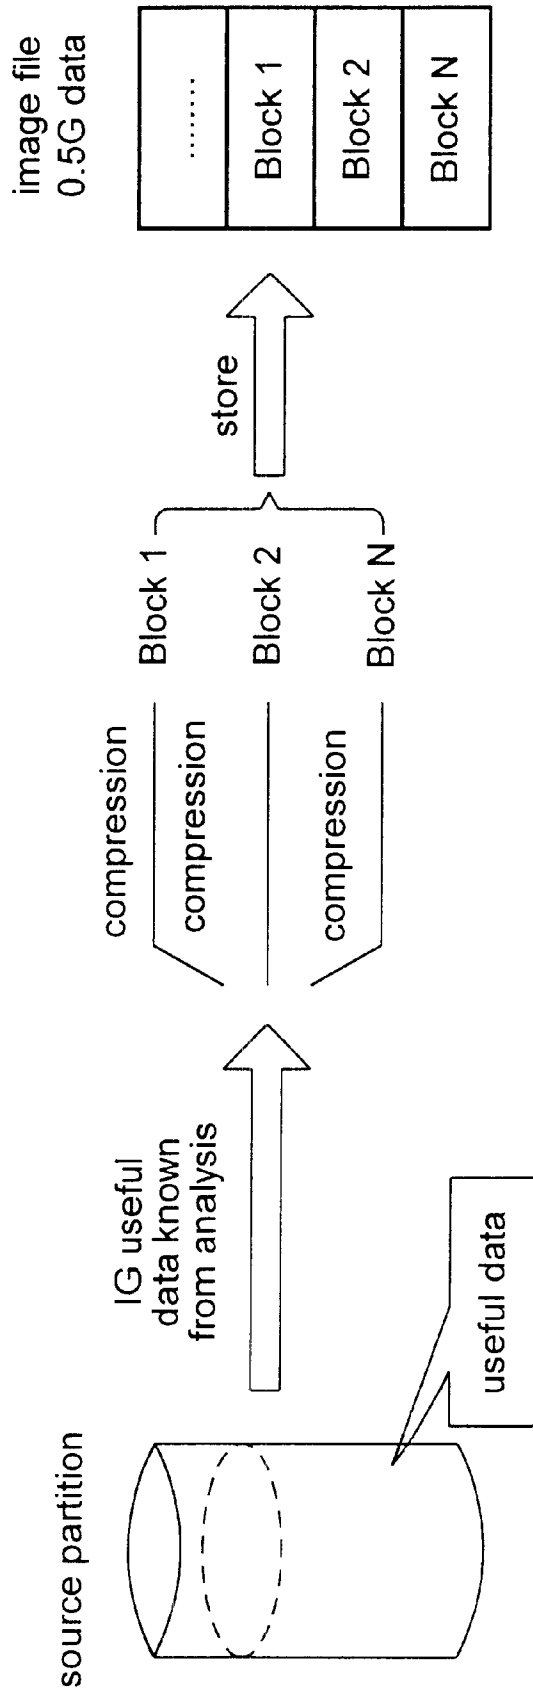 source partition
useful data
IG useful
data known
from analysis
compression
compression
compression
Block 1
Block 2
Block N
store
image file
0.5G data
........
Block 1
Block 2
Block N